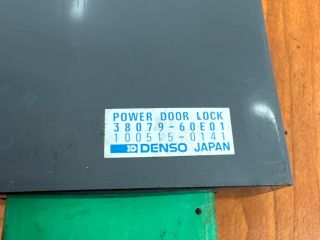 POWER DOOR LOCK
38079-60E01
100515-0141
DENSO JAPAN